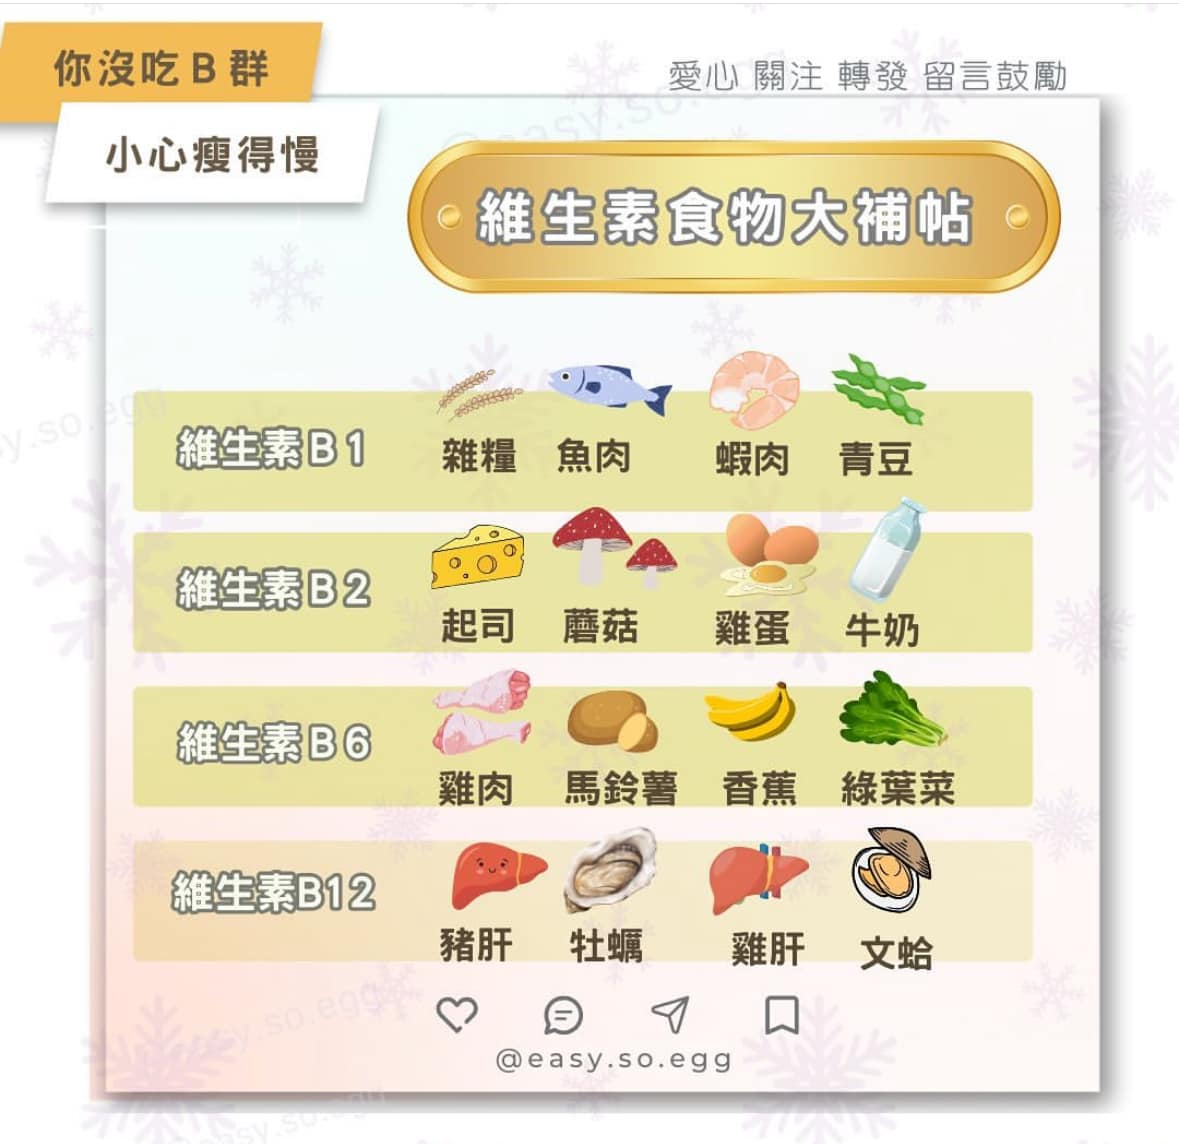 你沒吃B群
小心瘦得慢
愛心 關注 轉發 留言鼓勵
@easy.so.egg
維生素食物大補帖
維生素B1
雜糧 魚肉 蝦肉 青豆
維生素B2
起司 蘑菇 雞蛋 牛奶
維生素B6
雞肉 馬鈴薯 香蕉 綠葉菜
維生素B12
豬肝 牡蠣 雞肝 文蛤
@easy.so.egg